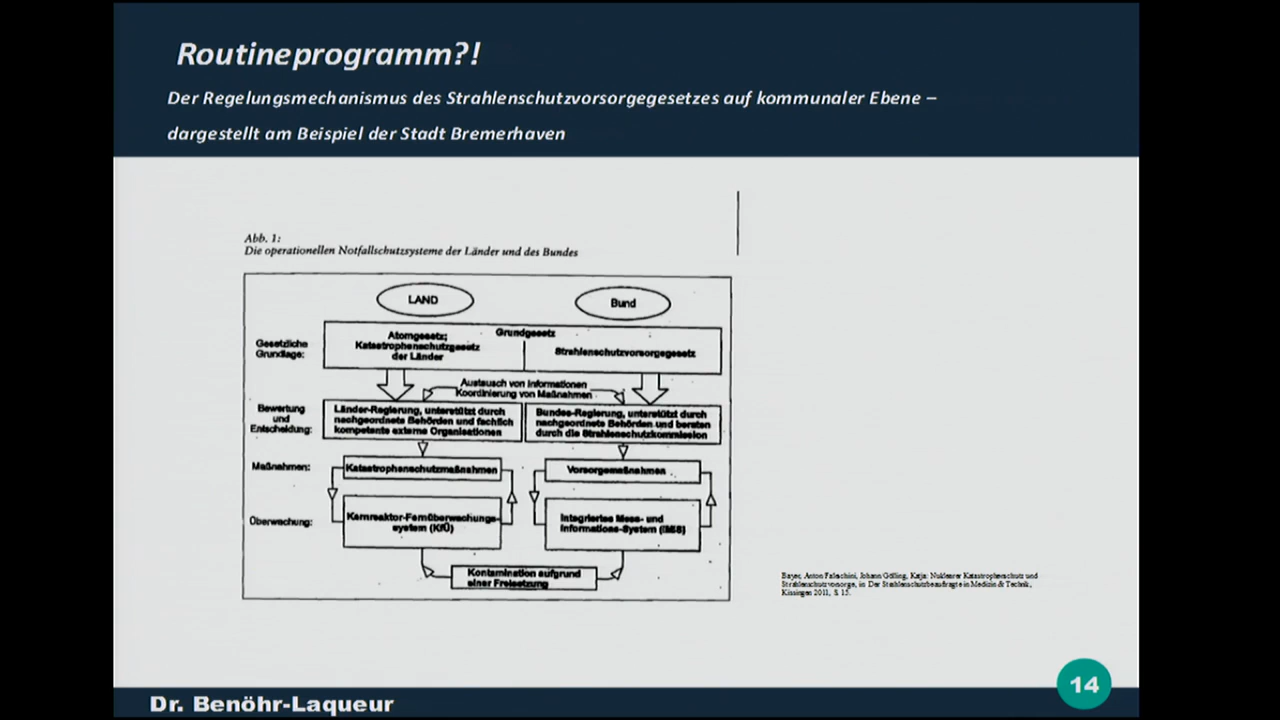 Routineprogramm?!
Der Regelungsmechanismus des Strahlenschutzvorsorgegesetzes auf kommunaler Ebene –
dargestellt am Beispiel der Stadt Bremerhaven
Abb. 1:
Die operationellen Notfallschutzsysteme der Länder und des Bundes
LAND
Bund
Gesetzliche
Grundlage:
Grundgesetz
Atomgesetz;
Katastrophenschutzgesetz
der Länder
Strahlenschutzvorsorgegesetz
Austausch von Informationen
Koordinierung von Maßnahmen
Bewertung
und
Entscheidung:
Länder-Regierung, unterstützt durch
nachgeordnete Behörden und fachlich
kompetente externe Organisationen
Bundes-Regierung, unterstützt durch
nachgeordnete Behörden und beraten
durch die Strahlenschutzkommission
Maßnahmen:
Katastrophenschutzmaßnahmen
Vorsorgemaßnahmen
Überwachung:
Kernreaktor-Fernüberwachungs-
system (KfÜ)
Integriertes Mess- und
Informations-System (IMIS)
Kontamination aufgrund
einer Freisetzung
Bayer, Anton Faleschini, Johann Gölling, Katja: Nuklearer Katastrophenschutz und
Strahlenschutzvorsorge, in: Der Strahlenschutzbeauftragte in Medizin & Technik,
Kissingen 2011, S. 15.
Dr. Benöhr-Laqueur
14